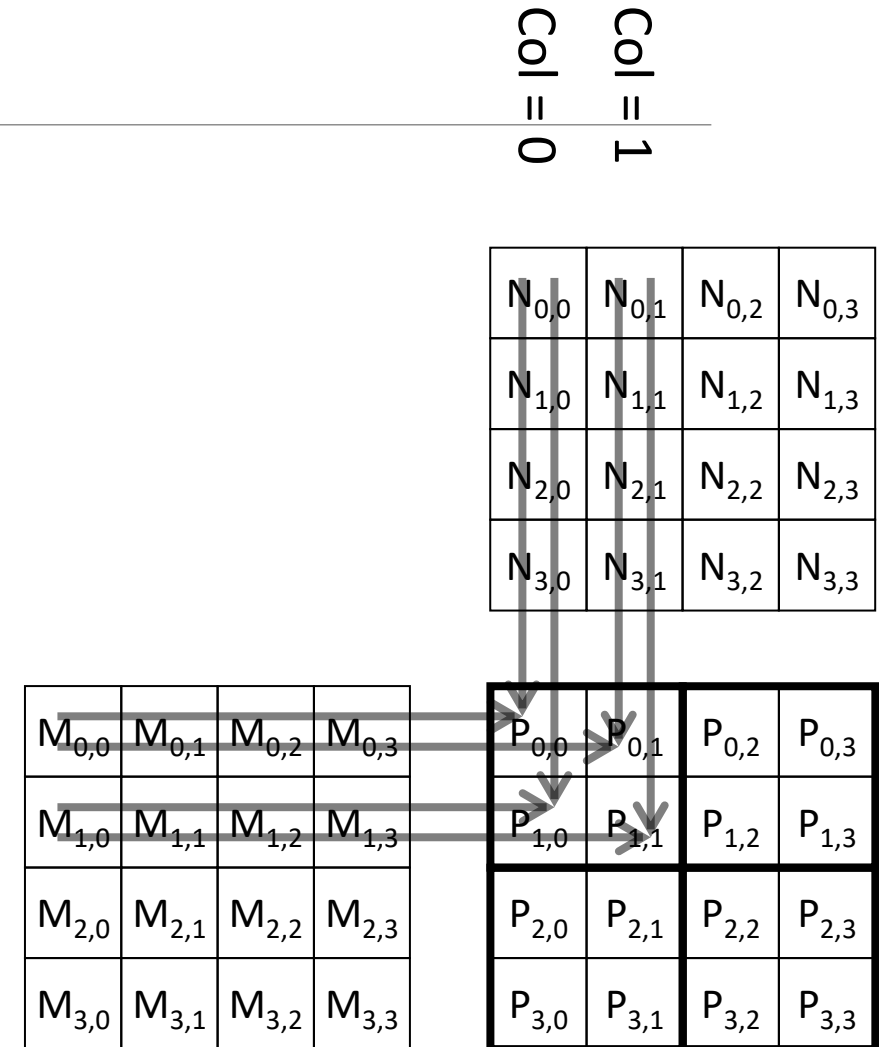 Col = 0
Col = 1
N0,0 N0,1 N0,2 N0,3
N1,0 N1,1 N1,2 N1,3
N2,0 N2,1 N2,2 N2,3
N3,0 N3,1 N3,2 N3,3
M0,0 M0,1 M0,2 M0,3 P0,0 P0,1 P0,2 P0,3
M1,0 M1,1 M1,2 M1,3 P1,0 P1,1 P1,2 P1,3
M2,0 M2,1 M2,2 M2,3 P2,0 P2,1 P2,2 P2,3
M3,0 M3,1 M3,2 M3,3 P3,0 P3,1 P3,2 P3,3